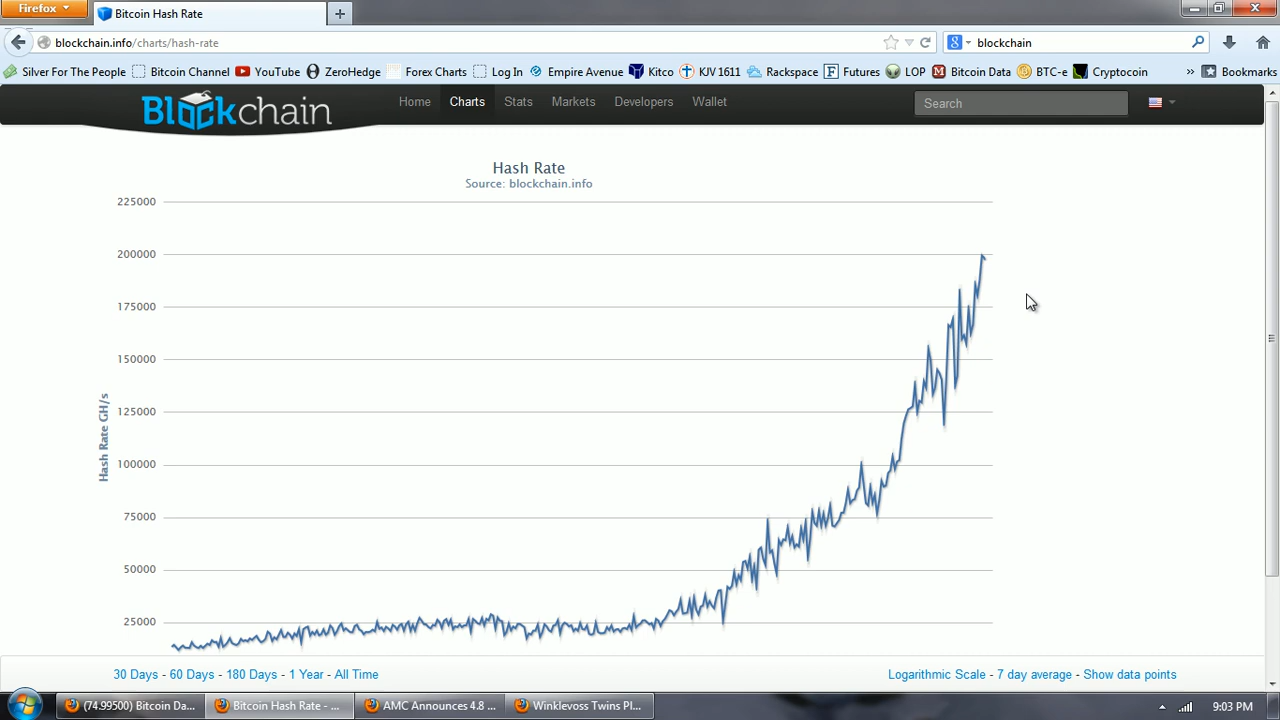 Firefox
Bitcoin Hash Rate
blockchain.info/charts/hash-rate
blockchain
Silver For The People Bitcoin Channel YouTube ZeroHedge Forex Charts Log In Empire Avenue Kitco KJV 1611 Rackspace Futures LOP Bitcoin Data BTC-e Cryptocoin » Bookmarks
Blockchain Home Charts Stats Markets Developers Wallet Search
Hash Rate
Source: blockchain.info
225000
200000
175000
150000
125000
100000
75000
50000
25000
Hash Rate GH/s
30 Days - 60 Days - 180 Days - 1 Year - All Time
Logarithmic Scale - 7 day average - Show data points
(74.99500) Bitcoin Da... Bitcoin Hash Rate - ... AMC Announces 4.8 ... Winklevoss Twins Pl... 9:03 PM